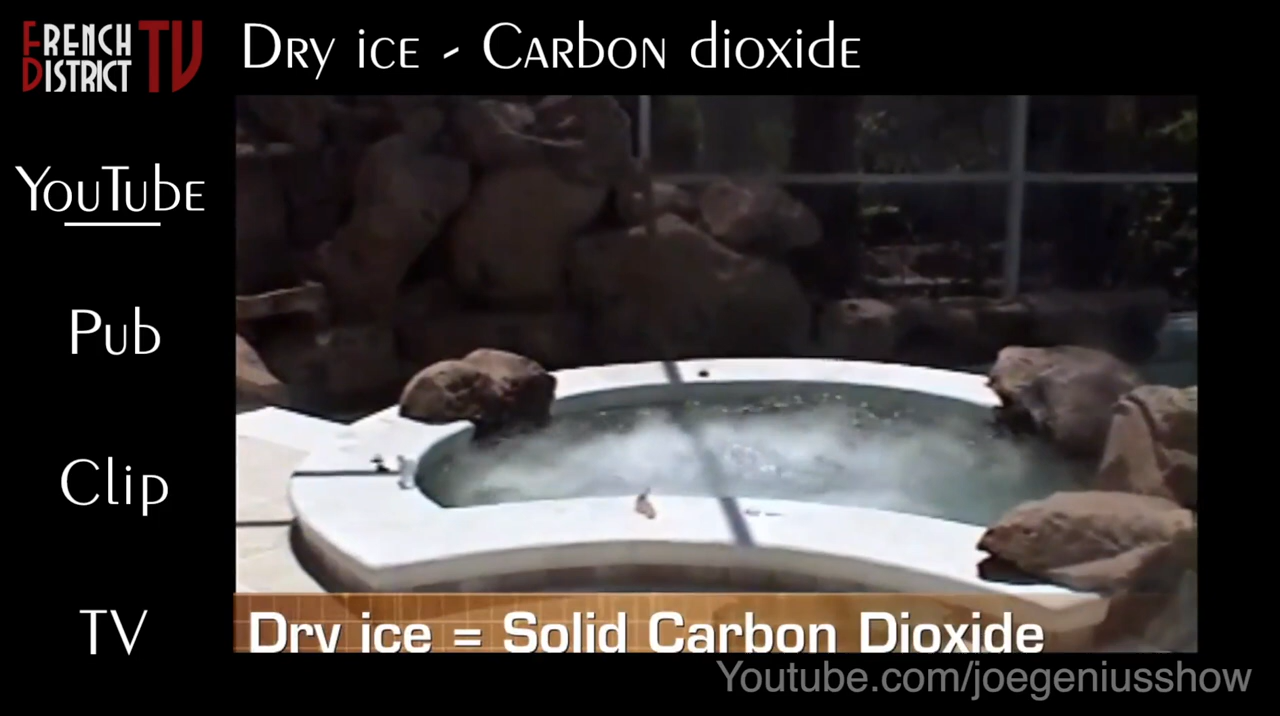 FRENCH
DISTRICT TV
Dry ice - Carbon dioxide
YouTube
Pub
Clip
TV
Dry ice = Solid Carbon Dioxide
Youtube.com/joegeniusshow